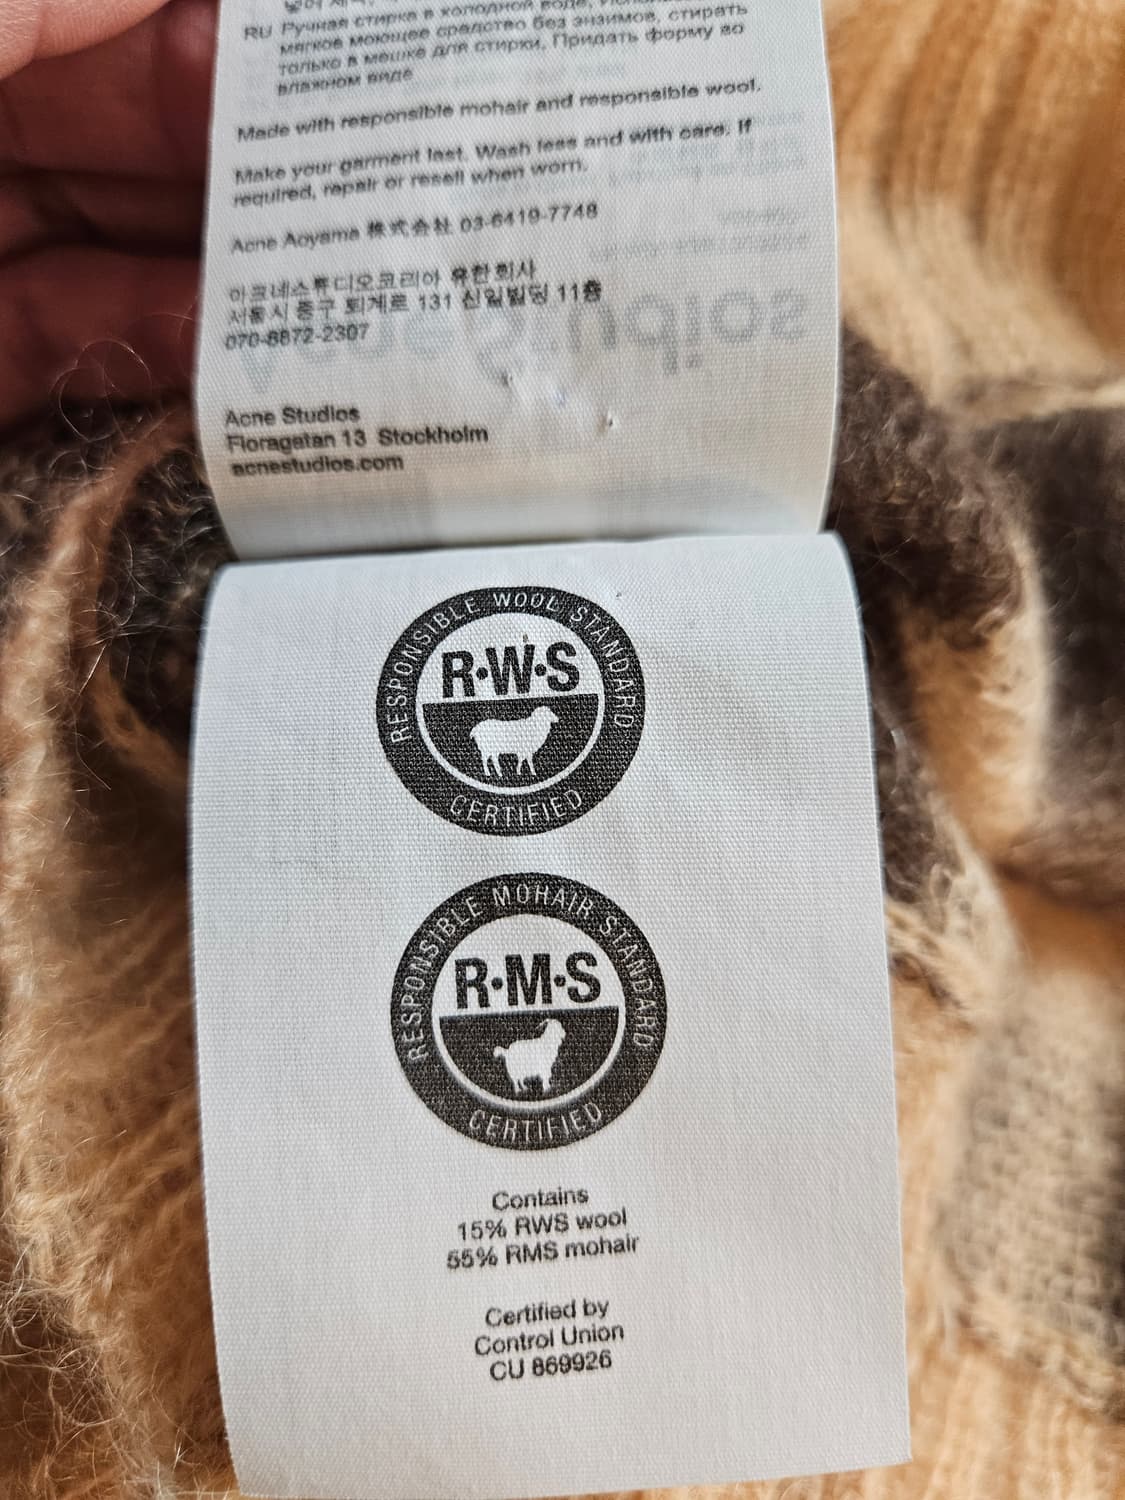 RU Ручная стирка в холодной воде,
мягкое моющее средство без энзимов, стирать
только в мешке для стирки. Придать форму во
влажном виде
Made with responsible mohair and responsible wool.
Make your garment last. Wash less and with care. If
required, repair or resell when worn.
Acne Aoyama 株式会社 03-6419-7748
아크네스튜디오코리아 유한회사
서울시 중구 퇴계로 131 신일빌딩 11층
070-8872-2307
Acne Studios
Floragatan 13 Stockholm
acnestudios.com
RESPONSIBLE WOOL STANDARD
R·W·S
CERTIFIED
RESPONSIBLE MOHAIR STANDARD
R·M·S
CERTIFIED
Contains
15% RWS wool
55% RMS mohair
Certified by
Control Union
CU 869926